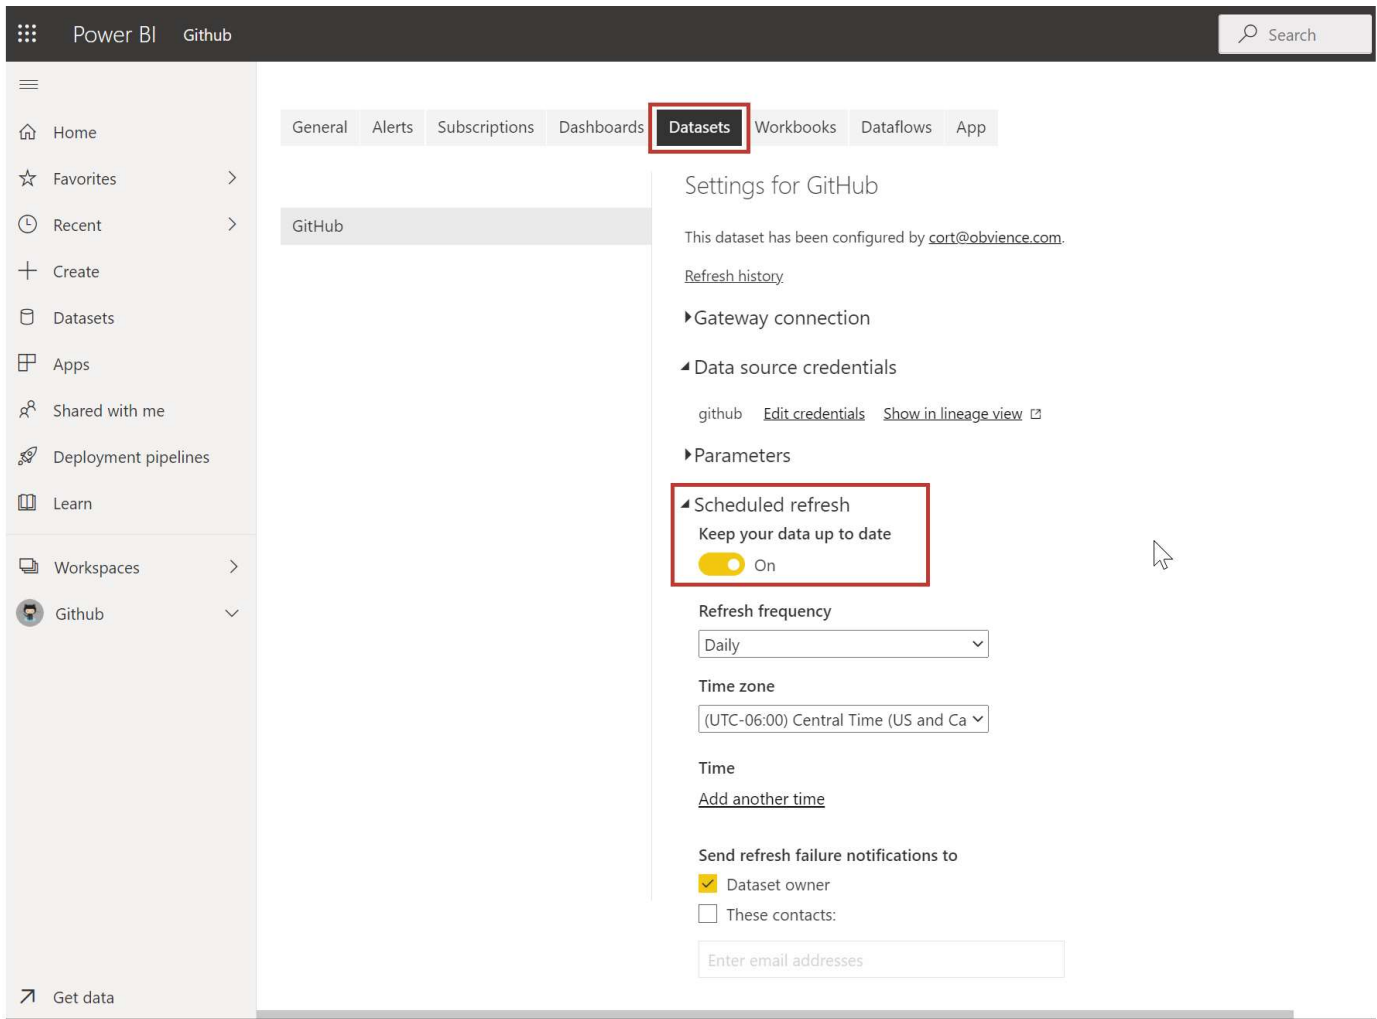 Power BI Github
Search
Home
Favorites
Recent
Create
Datasets
Apps
Shared with me
Deployment pipelines
Learn
Workspaces
Github
Get data
General Alerts Subscriptions Dashboards Datasets Workbooks Dataflows App
GitHub
Settings for GitHub
This dataset has been configured by cort@obvience.com.
Refresh history
Gateway connection
Data source credentials
github Edit credentials Show in lineage view
Parameters
Scheduled refresh
Keep your data up to date
On
Refresh frequency
Daily
Time zone
(UTC-06:00) Central Time (US and Ca
Time
Add another time
Send refresh failure notifications to
Dataset owner
These contacts:
Enter email addresses